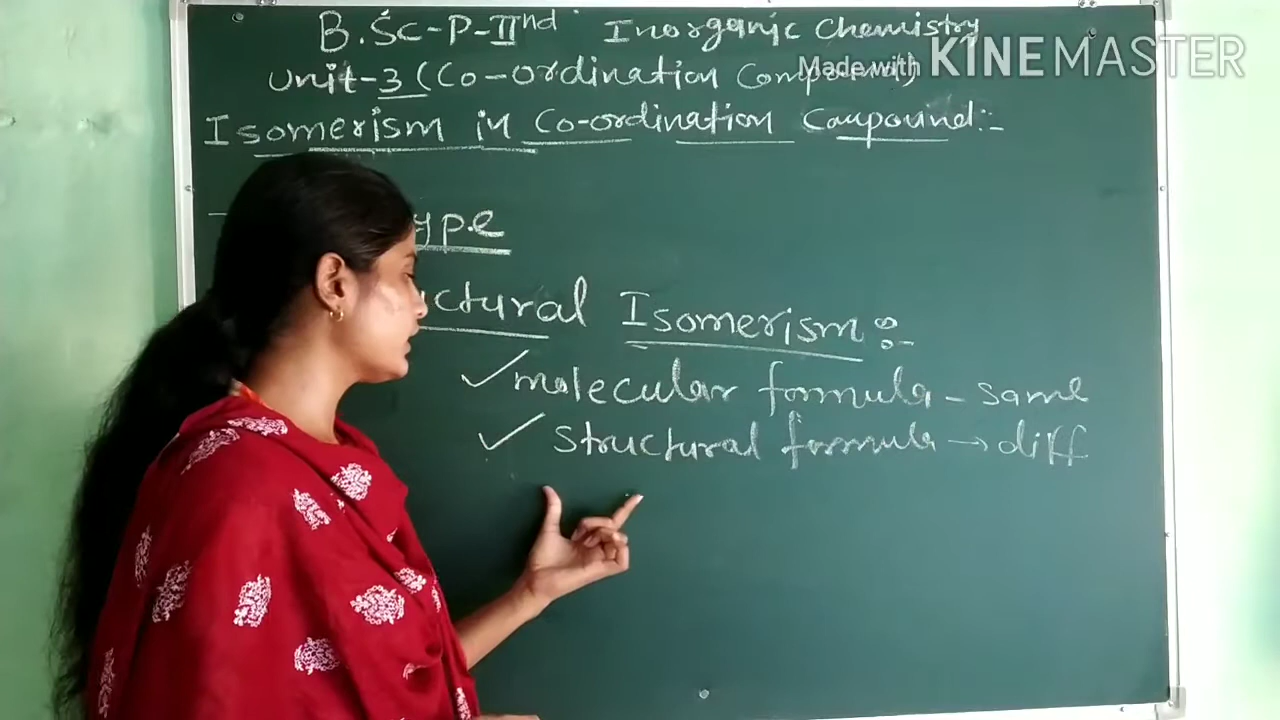 B.Sc-P-IInd Inorganic Chemistry
Unit-3 (Co-ordination Compound)
Made with KINEMASTER
Isomerism in Co-ordination Compound:-
ype
uctural Isomerism:-
✓molecular formula - same
✓ Structural formula → diff